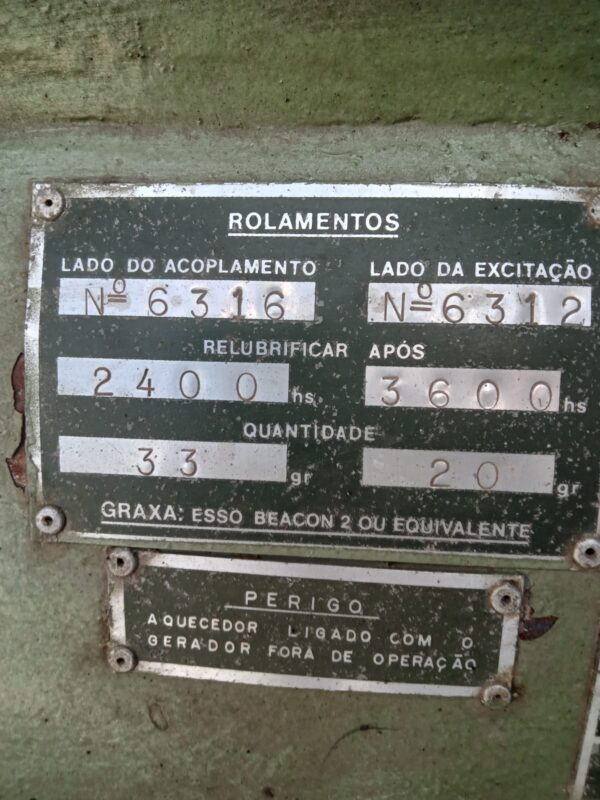 ROLAMENTOS
LADO DO ACOPLAMENTO LADO DA EXCITAÇÃO
Nº 6316 Nº 6312
RELUBRIFICAR APÓS
2400 hs 3600 hs
QUANTIDADE
33 gr 20 gr
GRAXA: ESSO BEACON 2 OU EQUIVALENTE
PERIGO
AQUECEDOR LIGADO COM O
GERADOR FORA DE OPERAÇÃO